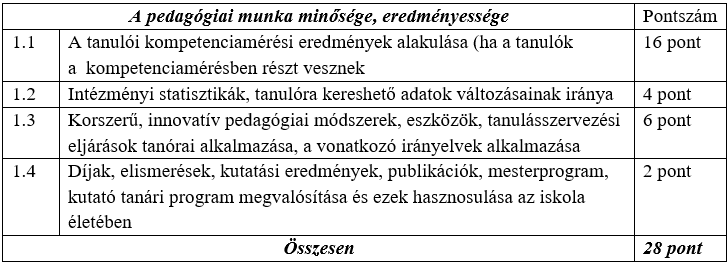 A pedagógiai munka minősége, eredményessége Pontszám
1.1 A tanulói kompetenciamérési eredmények alakulása (ha a tanulók 16 pont
a kompetenciamérésben részt vesznek
1.2 Intézményi statisztikák, tanulóra kereshető adatok változásainak iránya 4 pont
1.3 Korszerű, innovatív pedagógiai módszerek, eszközök, tanulásszervezési 6 pont
eljárások tanórai alkalmazása, a vonatkozó irányelvek alkalmazása
1.4 Díjak, elismerések, kutatási eredmények, publikációk, mesterprogram, 2 pont
kutató tanári program megvalósítása és ezek hasznosulása az iskola
életében
Összesen 28 pont